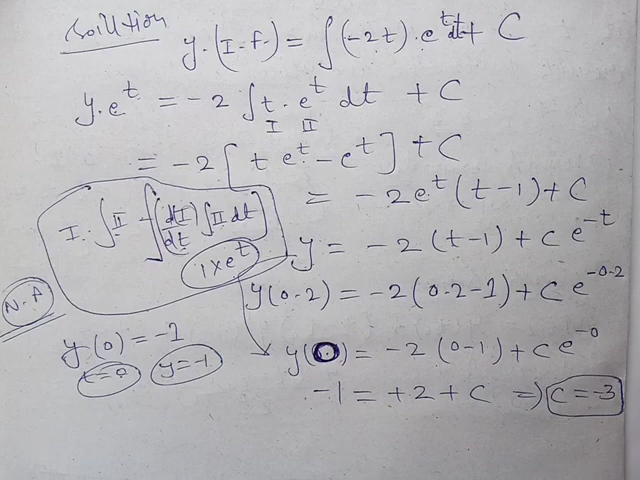 Solution
y.(I.F.) = ∫(-2t).e^t dt + C
y.e^t = -2 ∫ t. e^t dt + C
I II
= -2 [ t e^t - e^t ] + C
= -2e^t (t-1) + C
I. ∫II - ∫(dI/dt ∫II dt)
1×e^t
y = -2 (t-1) + c e^-t
y(0.2) = -2(0.2-1) + c e^-0.2
y(0) = -1
t=0 y=-1
y(0) = -2 (0-1) + c e^-0
-1 = +2 + C ⇒ C = -3